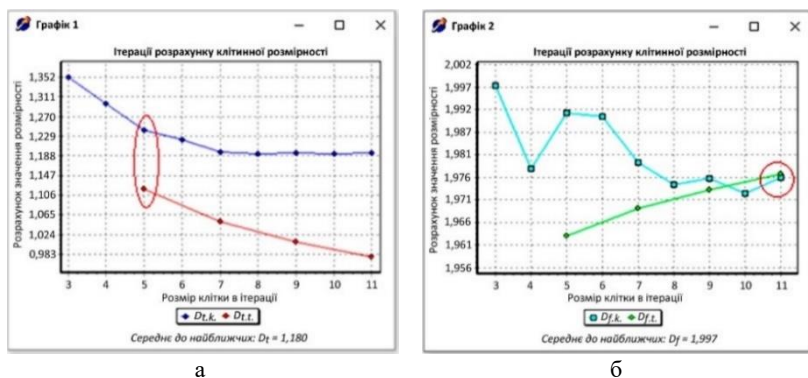 Графік 1
Ітерації розрахунку клітинної розмірності
Розрахунок значення розмірності
1,352
1,311
1,270
1,229
1,188
1,147
1,106
1,065
1,024
0,983
3 4 5 6 7 8 9 10 11
Розмір клітки в ітерації
Dt.k. Dt.t.
Середнє до найближчих: Dt = 1,180
а
Графік 2
Ітерації розрахунку клітинної розмірності
Розрахунок значення розмірності
2,002
1,997
1,992
1,987
1,981
1,976
1,971
1,966
1,961
1,956
3 4 5 6 7 8 9 10 11
Розмір клітки в ітерації
Df.k. Df.t.
Середнє до найближчих: Df = 1,997
б